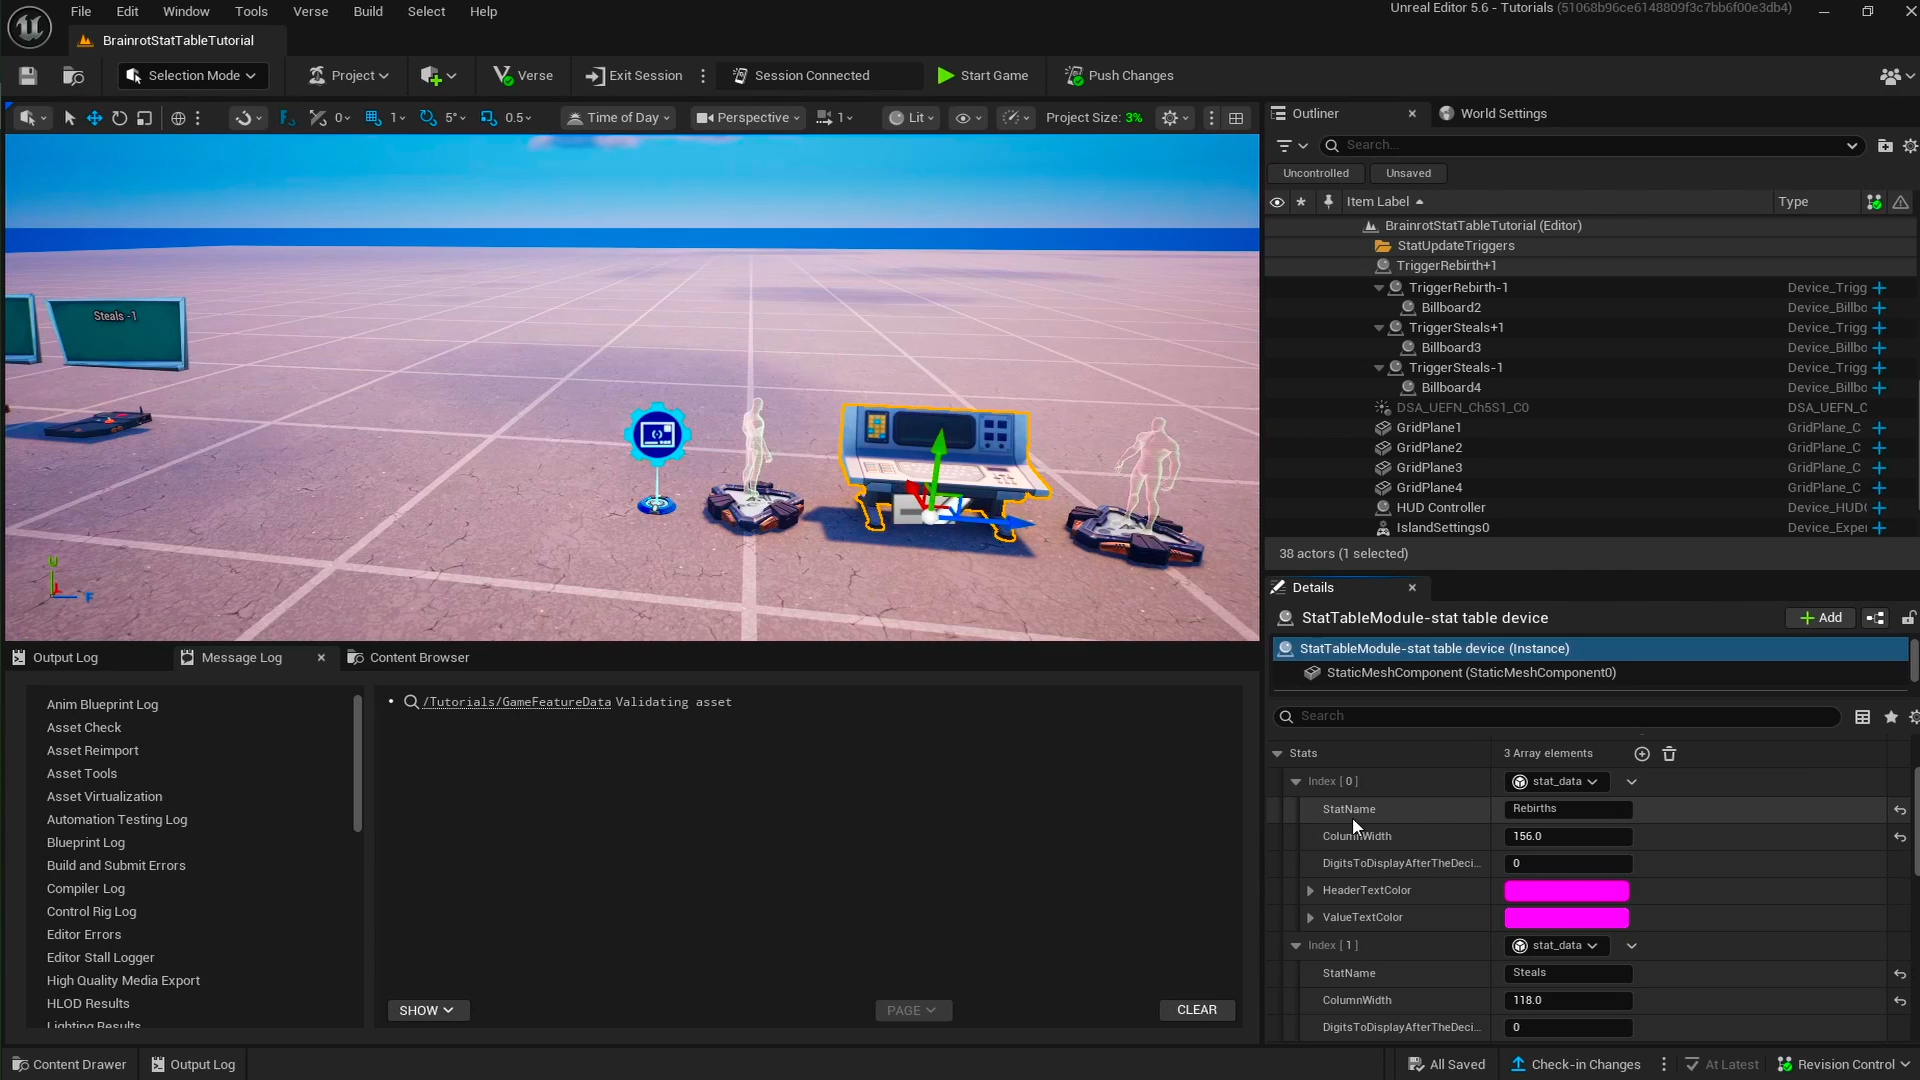 File Edit Window Tools Verse Build Select Help
Unreal Editor 5.6 - Tutorials (51068b96ce6148809f3c7bb6f00e3db4)
BrainrotStatTableTutorial
Selection Mode Project Verse Exit Session Session Connected Start Game Push Changes
0 1 5° 0.5 Time of Day Perspective 1 Lit Project Size: 3%
Steals -1
Outliner World Settings
Search...
Uncontrolled Unsaved
Item Label Type
BrainrotStatTableTutorial (Editor)
StatUpdateTriggers
TriggerRebirth+1
TriggerRebirth-1 Device_Trigg
Billboard2 Device_Billbo
TriggerSteals+1 Device_Trigg
Billboard3 Device_Billbo
TriggerSteals-1 Device_Trigg
Billboard4 Device_Billbo
DSA_UEFN_Ch5S1_C0 DSA_UEFN_C
GridPlane1 GridPlane_C
GridPlane2 GridPlane_C
GridPlane3 GridPlane_C
GridPlane4 GridPlane_C
HUD Controller Device_HUD
IslandSettings0 Device_Exper
38 actors (1 selected)
Details
StatTableModule-stat table device Add
StatTableModule-stat table device (Instance)
StaticMeshComponent (StaticMeshComponent0)
Search
Stats 3 Array elements
Index [ 0 ] stat_data
StatName Rebirths
ColumnWidth 156.0
DigitsToDisplayAfterTheDeci... 0
HeaderTextColor
ValueTextColor
Index [ 1 ] stat_data
StatName Steals
ColumnWidth 118.0
DigitsToDisplayAfterTheDeci... 0
Output Log Message Log Content Browser
Anim Blueprint Log
Asset Check
Asset Reimport
Asset Tools
Asset Virtualization
Automation Testing Log
Blueprint Log
Build and Submit Errors
Compiler Log
Control Rig Log
Editor Errors
Editor Stall Logger
High Quality Media Export
HLOD Results
Lighting Results
• /Tutorials/GameFeatureData Validating asset
SHOW PAGE CLEAR
Content Drawer Output Log All Saved Check-in Changes At Latest Revision Control